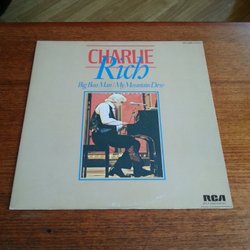 CHARLIE
Rich
Big Boss Man / My Mountain Dew
RCA